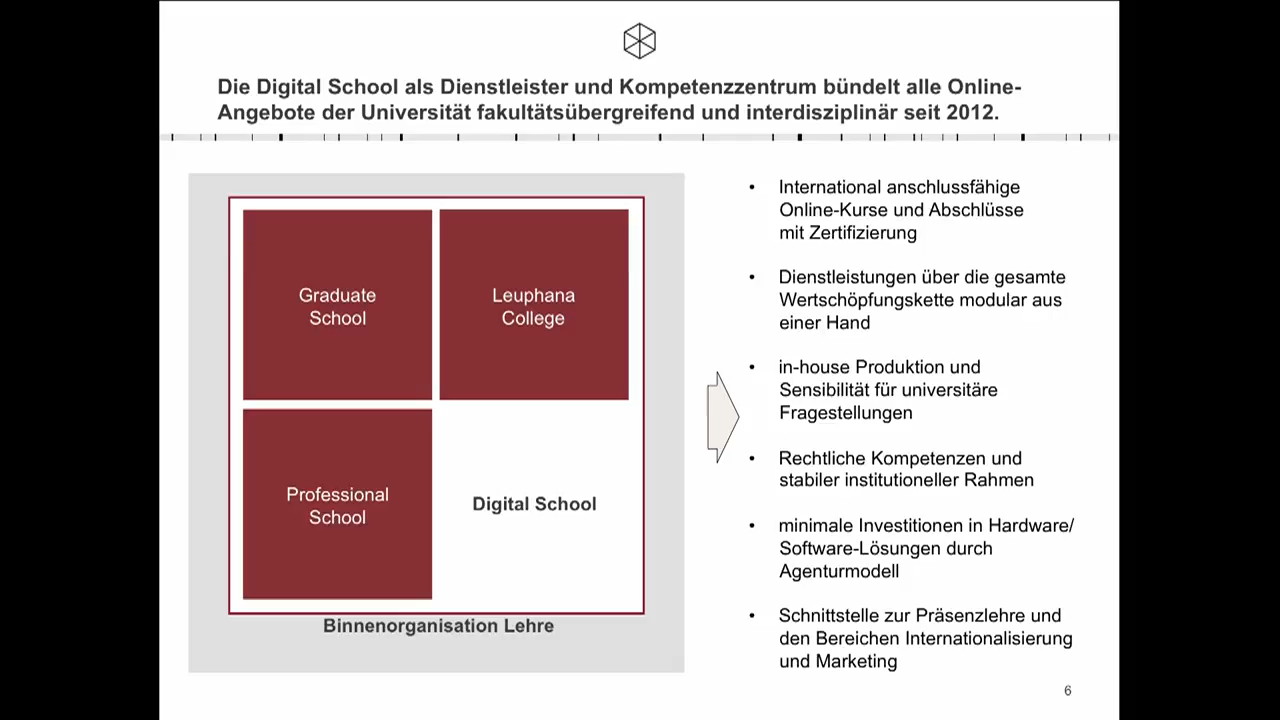 Die Digital School als Dienstleister und Kompetenzzentrum bündelt alle Online-
Angebote der Universität fakultätsübergreifend und interdisziplinär seit 2012.
Graduate
School
Leuphana
College
Professional
School
Digital School
Binnenorganisation Lehre
• International anschlussfähige
Online-Kurse und Abschlüsse
mit Zertifizierung
• Dienstleistungen über die gesamte
Wertschöpfungskette modular aus
einer Hand
• in-house Produktion und
Sensibilität für universitäre
Fragestellungen
• Rechtliche Kompetenzen und
stabiler institutioneller Rahmen
• minimale Investitionen in Hardware/
Software-Lösungen durch
Agenturmodell
• Schnittstelle zur Präsenzlehre und
den Bereichen Internationalisierung
und Marketing
6